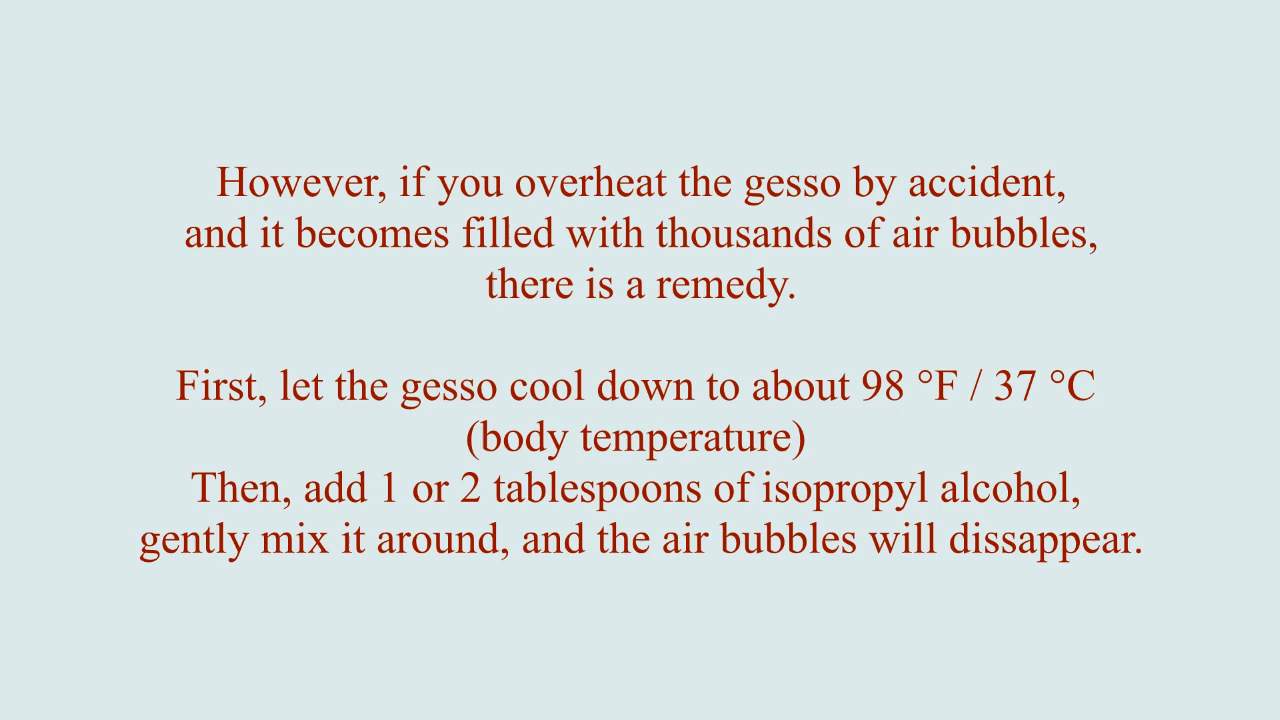 However, if you overheat the gesso by accident,
and it becomes filled with thousands of air bubbles,
there is a remedy.
First, let the gesso cool down to about 98 °F / 37 °C
(body temperature)
Then, add 1 or 2 tablespoons of isopropyl alcohol,
gently mix it around, and the air bubbles will dissappear.